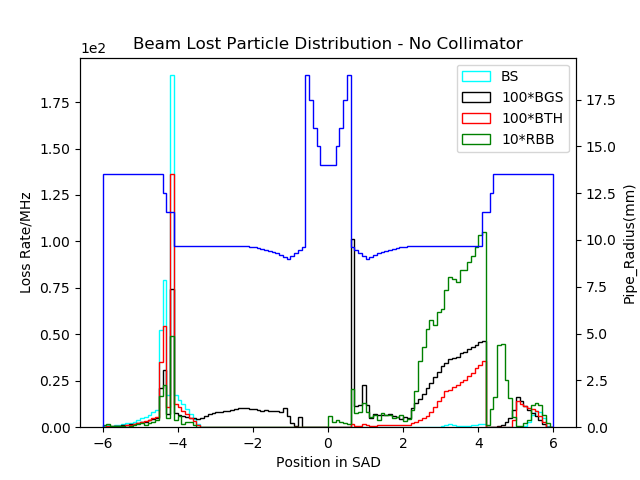 Beam Lost Particle Distribution - No Collimator
1e2
BS
100*BGS
100*BTH
10*RBB
1.75
1.50
1.25
1.00
0.75
0.50
0.25
0.00
Loss Rate/MHz
17.5
15.0
12.5
10.0
7.5
5.0
2.5
0.0
Pipe_Radius(mm)
−6 −4 −2 0 2 4 6
Position in SAD